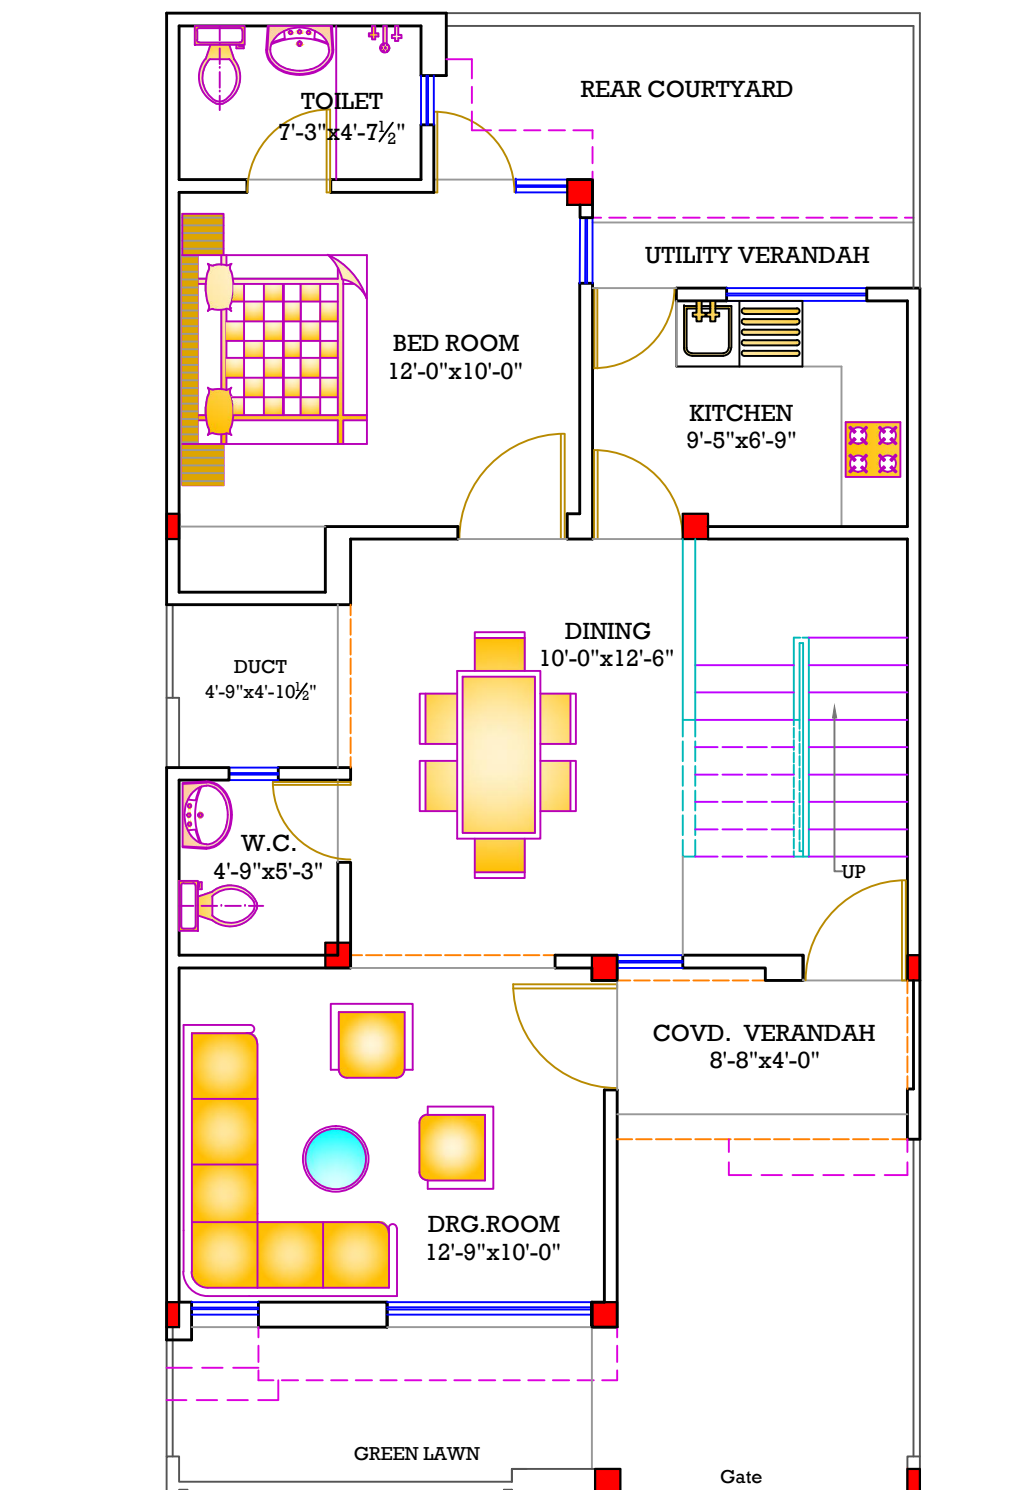 REAR COURTYARD
TOILET
7'-3"x4'-7½"
UTILITY VERANDAH
BED ROOM
12'-0"x10'-0"
KITCHEN
9'-5"x6'-9"
DINING
10'-0"x12'-6"
DUCT
4'-9"x4'-10½"
W.C.
4'-9"x5'-3"
UP
COVD. VERANDAH
8'-8"x4'-0"
DRG.ROOM
12'-9"x10'-0"
GREEN LAWN
Gate